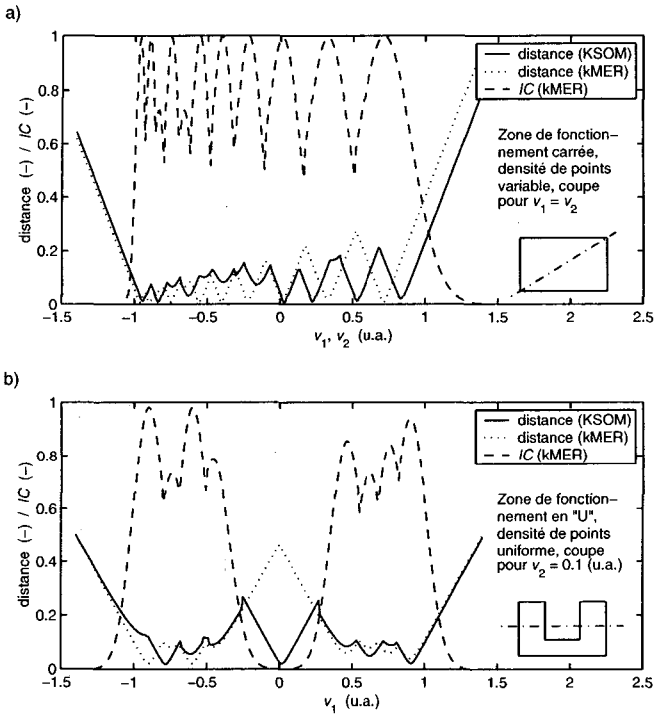 a)
1
0.8
0.6
0.4
0.2
0
distance (–) / IC (–)
distance (KSOM)
distance (kMER)
IC (kMER)
Zone de fonction–
nement carrée,
densité de points
variable, coupe
pour v1 = v2
–1.5 –1 –0.5 0 0.5 1 1.5 2 2.5
v1, v2 (u.a.)
b)
1
0.8
0.6
0.4
0.2
0
distance (–) / IC (–)
distance (KSOM)
distance (kMER)
IC (kMER)
Zone de fonction–
nement en "U",
densité de points
uniforme, coupe
pour v2 = 0.1 (u.a.)
–1.5 –1 –0.5 0 0.5 1 1.5 2 2.5
v1 (u.a.)